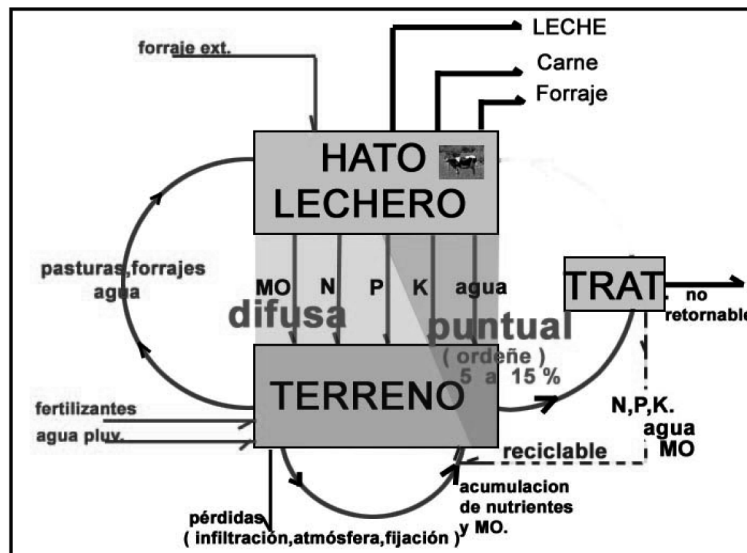 LECHE
forraje ext.
Carne
Forraje
HATO
LECHERO
pasturas,forrajes
agua
MO N P K agua
difusa
puntual
( ordeñe )
5 a 15 %
TRAT.
no
retornable
TERRENO
fertilizantes
agua pluv.
N,P,K.
agua
MO
reciclable
acumulacion
de nutrientes
y MO.
pérdidas
( infiltración,atmósfera,fijación )